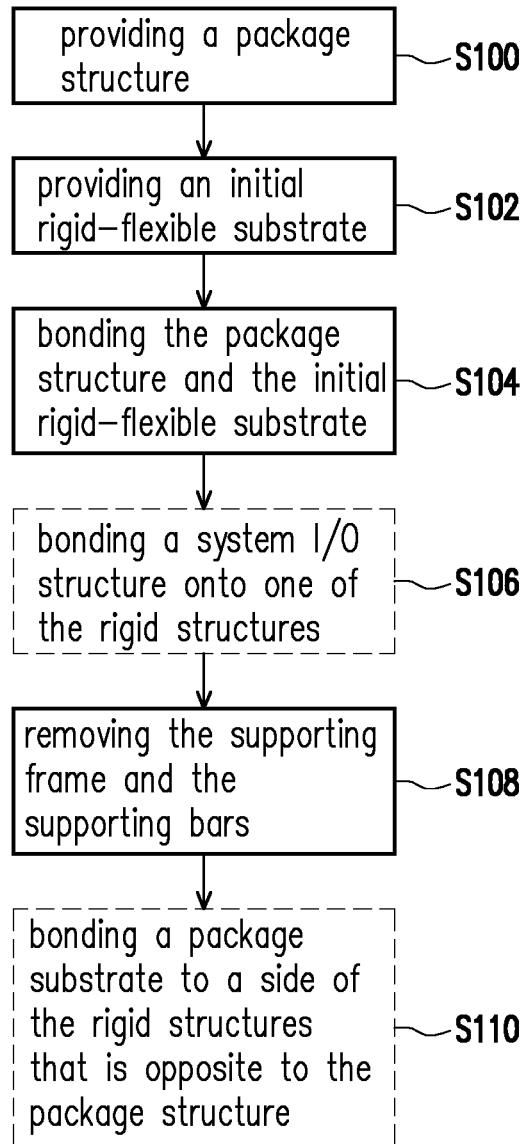 providing a package
structure
S100
providing an initial
rigid-flexible substrate
S102
bonding the package
structure and the initial
rigid-flexible substrate
S104
bonding a system I/O
structure onto one of
the rigid structures
S106
removing the supporting
frame and the
supporting bars
S108
bonding a package
substrate to a side of
the rigid structures
that is opposite to the
package structure
S110